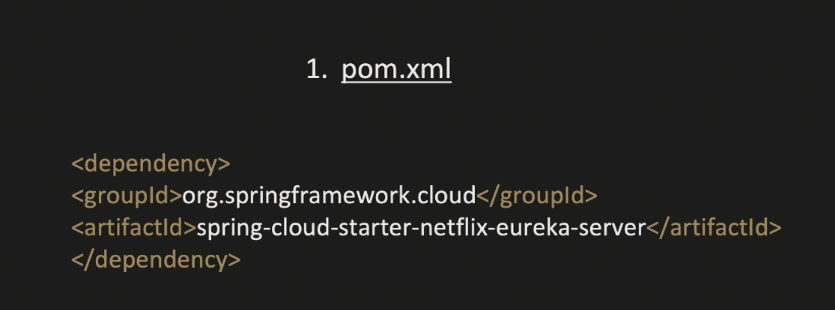 1. pom.xml
<dependency>
<groupId>org.springframework.cloud</groupId>
<artifactId>spring-cloud-starter-netflix-eureka-server</artifactId>
</dependency>